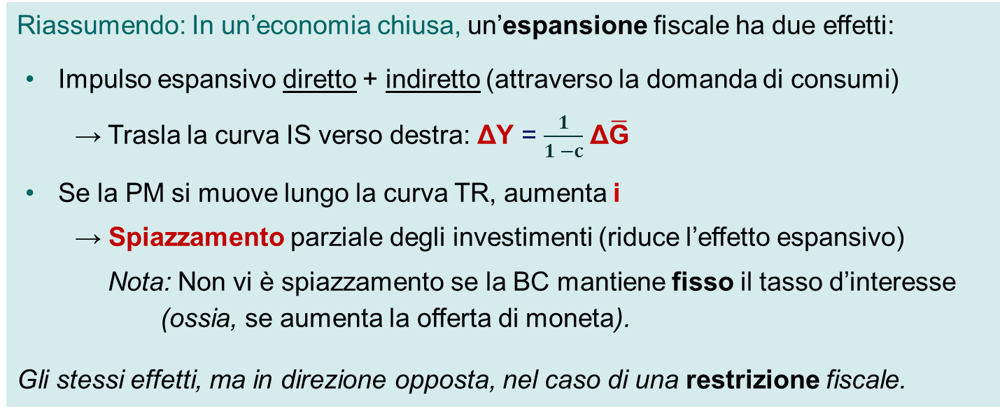 Riassumendo: In un’economia chiusa, un’espansione fiscale ha due effetti:
• Impulso espansivo diretto + indiretto (attraverso la domanda di consumi)
→ Trasla la curva IS verso destra: ΔY = 1/(1 – c) ΔG̅
• Se la PM si muove lungo la curva TR, aumenta i
→ Spiazzamento parziale degli investimenti (riduce l’effetto espansivo)
Nota: Non vi è spiazzamento se la BC mantiene fisso il tasso d’interesse
(ossia, se aumenta la offerta di moneta).
Gli stessi effetti, ma in direzione opposta, nel caso di una restrizione fiscale.